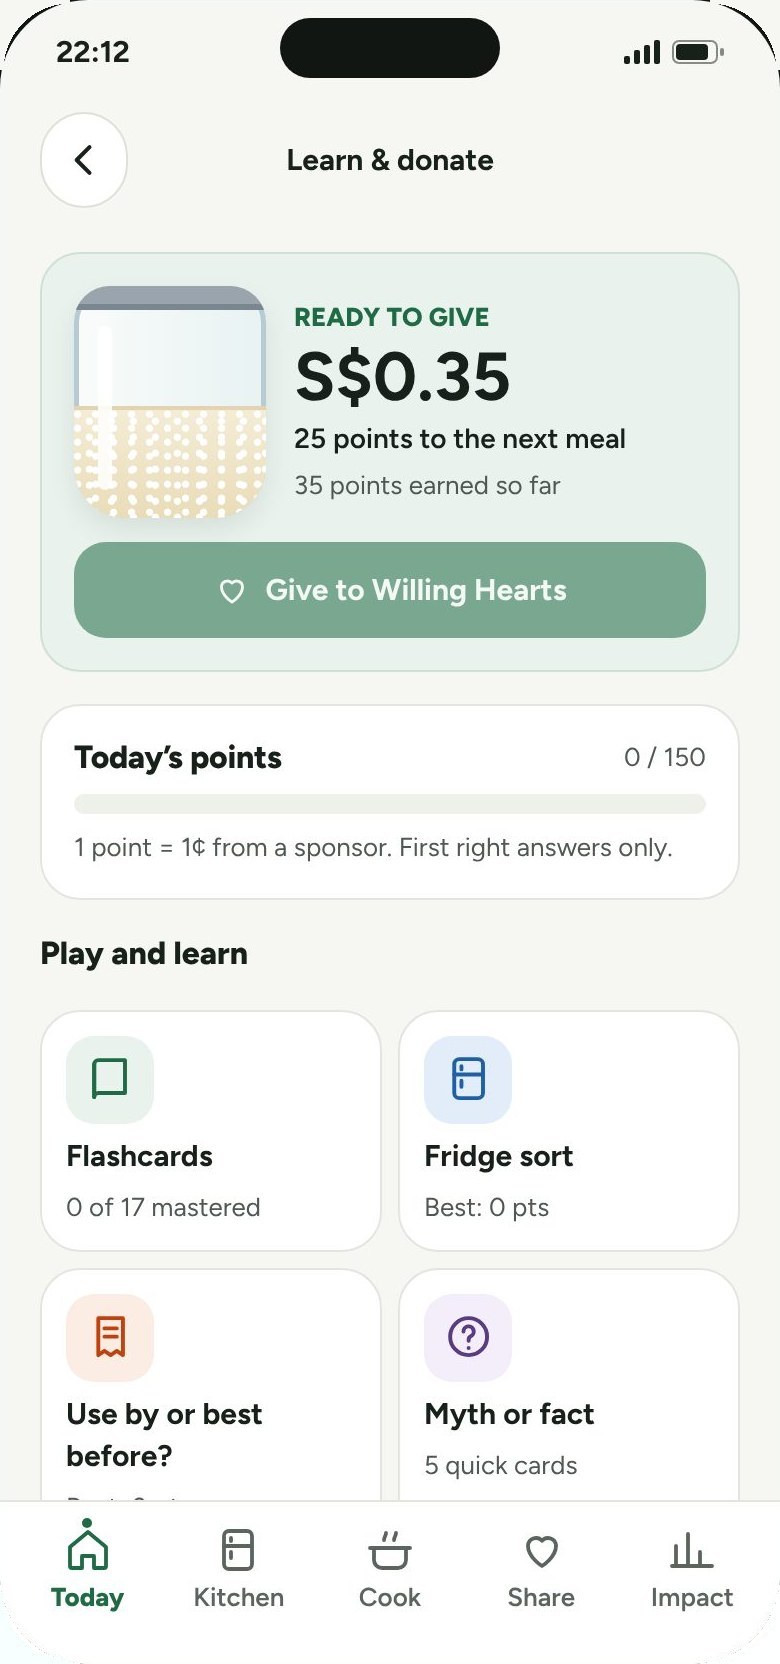 22:12
Learn & donate
READY TO GIVE
S$0.35
25 points to the next meal
35 points earned so far
Give to Willing Hearts
Today's points
0 / 150
1 point = 1¢ from a sponsor. First right answers only.
Play and learn
Flashcards
0 of 17 mastered
Fridge sort
Best: 0 pts
Use by or best
before?
Myth or fact
5 quick cards
Today
Kitchen
Cook
Share
Impact